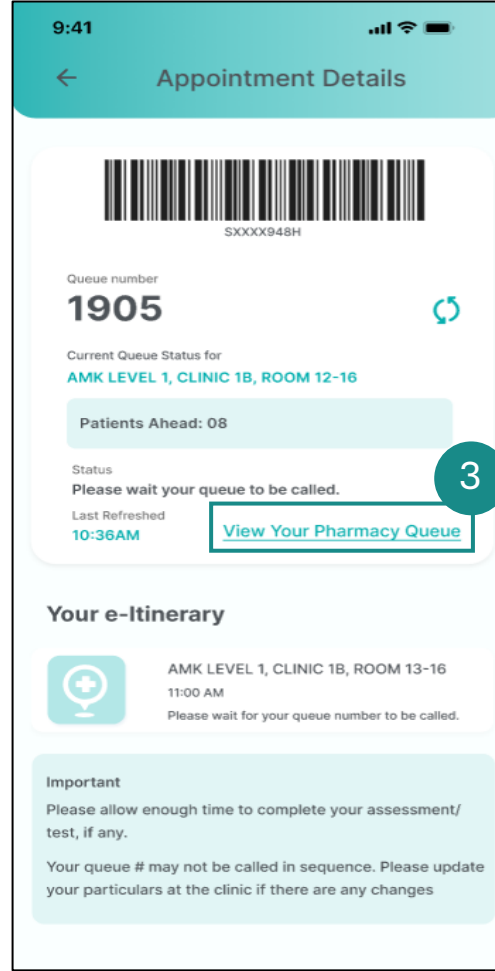 9:41
Appointment Details
SXXXX948H
Queue number
1905
Current Queue Status for
AMK LEVEL 1, CLINIC 1B, ROOM 12-16
Patients Ahead: 08
Status
Please wait your queue to be called.
3
Last Refreshed
10:36AM
View Your Pharmacy Queue
Your e-Itinerary
AMK LEVEL 1, CLINIC 1B, ROOM 13-16
11:00 AM
Please wait for your queue number to be called.
Important
Please allow enough time to complete your assessment/
test, if any.
Your queue # may not be called in sequence. Please update
your particulars at the clinic if there are any changes